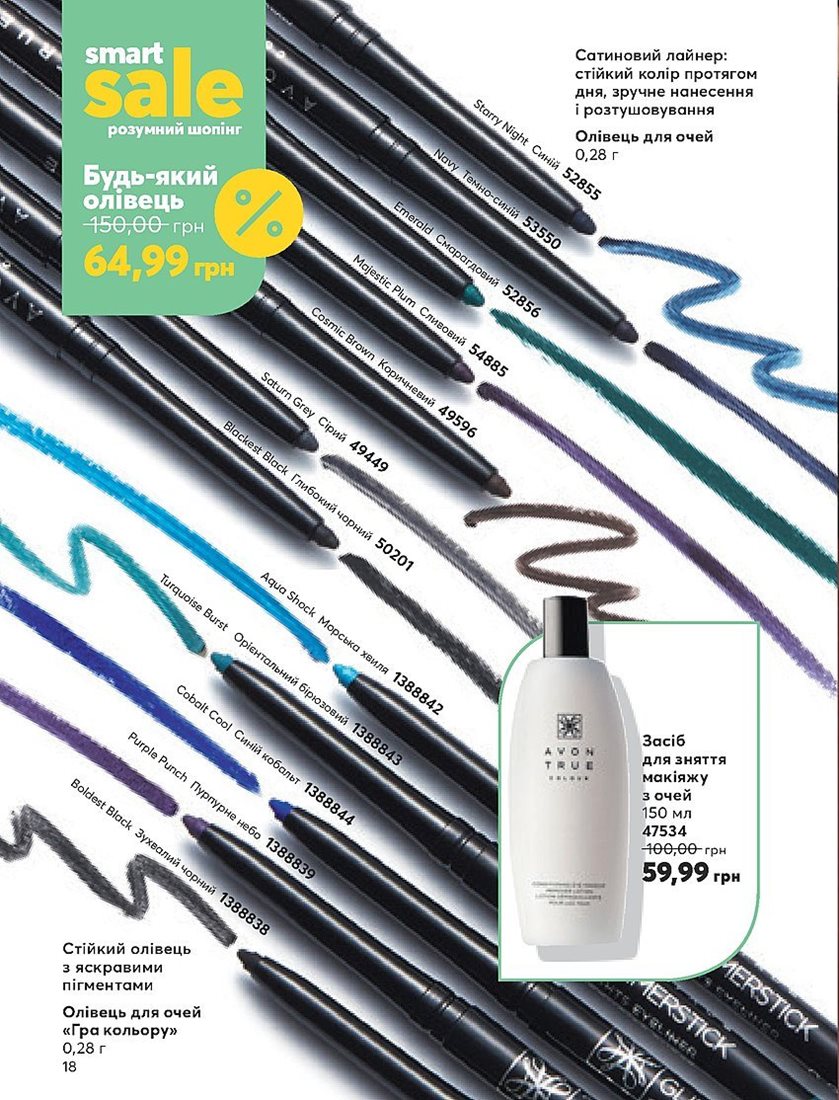 smart
sale
розумний шопінг
Будь-який
олівець
150,00 грн
64,99 грн
Сатиновий лайнер:
стійкий колір протягом
дня, зручне нанесення
і розтушовування
Олівець для очей
0,28 г
Starry Night Синій 52855
Navy Темно-синій 53550
Emerald Смарагдовий 52856
Majestic Plum Сливовий 54885
Cosmic Brown Коричневий 49596
Saturn Grey Сірий 49449
Blackest Black Глибокий чорний 50201
Aqua Shock Морська хвиля 1388842
Turquoise Burst Орієнтальний бірюзовий 1388843
Cobalt Cool Синій кобальт 1388844
Purple Punch Пурпурне небо 1388839
Boldest Black Зухвалий чорний 1388838
AVON
TRUE
COLOUR
Засіб
для зняття
макіяжу
з очей
150 мл
47534
100,00 грн
59,99 грн
Стійкий олівець
з яскравими
пігментами
Олівець для очей
«Гра кольору»
0,28 г
18